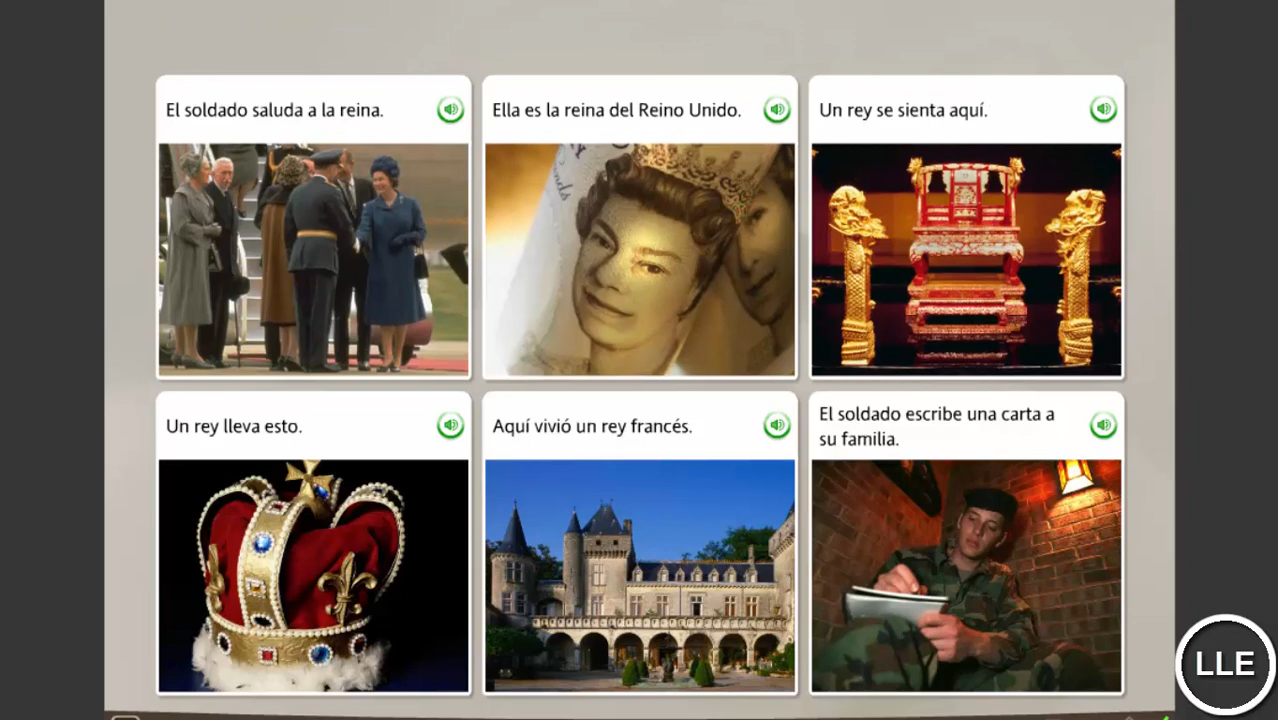 El soldado saluda a la reina.
Ella es la reina del Reino Unido.
Un rey se sienta aquí.
Un rey lleva esto.
Aquí vivió un rey francés.
El soldado escribe una carta a
su familia.
LLE